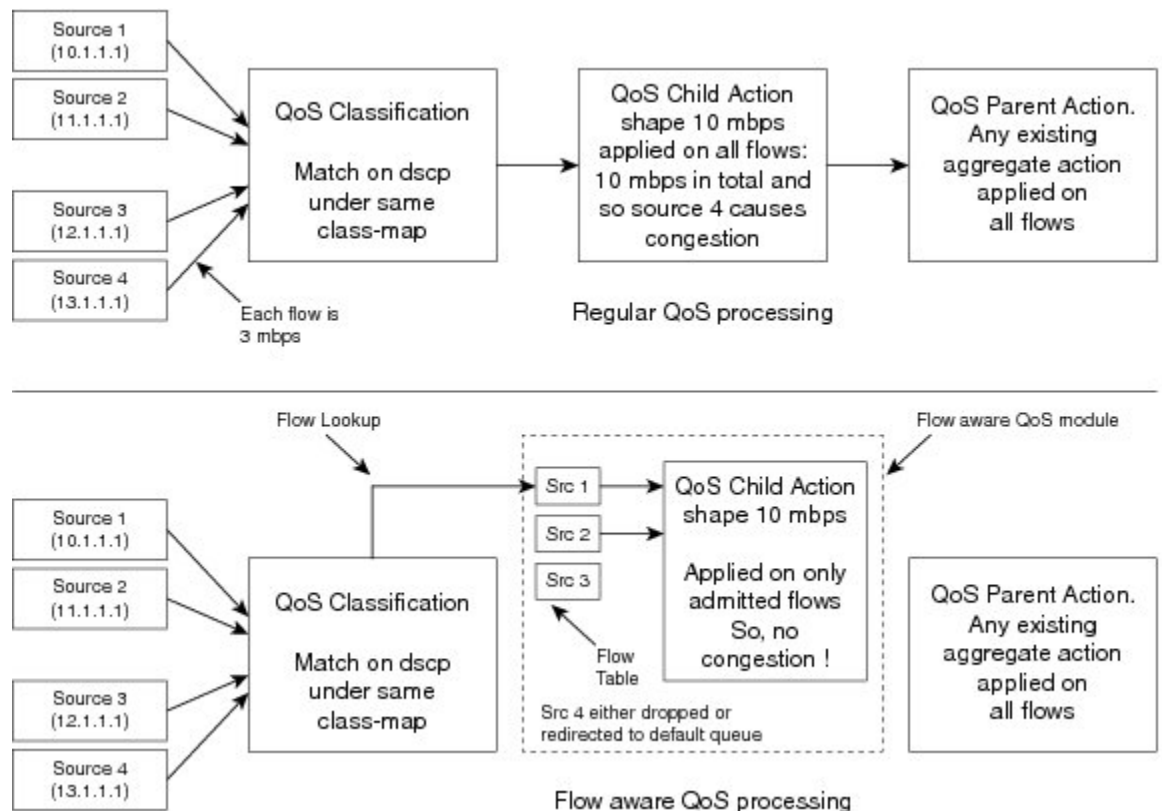 Source 1
(10.1.1.1)
Source 2
(11.1.1.1)
Source 3
(12.1.1.1)
Source 4
(13.1.1.1)
Each flow is
3 mbps
QoS Classification
Match on dscp
under same
class-map
QoS Child Action
shape 10 mbps
applied on all flows:
10 mbps in total and
so source 4 causes
congestion
QoS Parent Action.
Any existing
aggregate action
applied on
all flows
Regular QoS processing
Flow Lookup
Flow aware QoS module
Source 1
(10.1.1.1)
Source 2
(11.1.1.1)
Source 3
(12.1.1.1)
Source 4
(13.1.1.1)
QoS Classification
Match on dscp
under same
class-map
Src 1
Src 2
Src 3
Flow
Table
QoS Child Action
shape 10 mbps
Applied on only
admitted flows
So, no
congestion !
Src 4 either dropped or
redirected to default queue
QoS Parent Action.
Any existing
aggregate action
applied on
all flows
Flow aware QoS processing